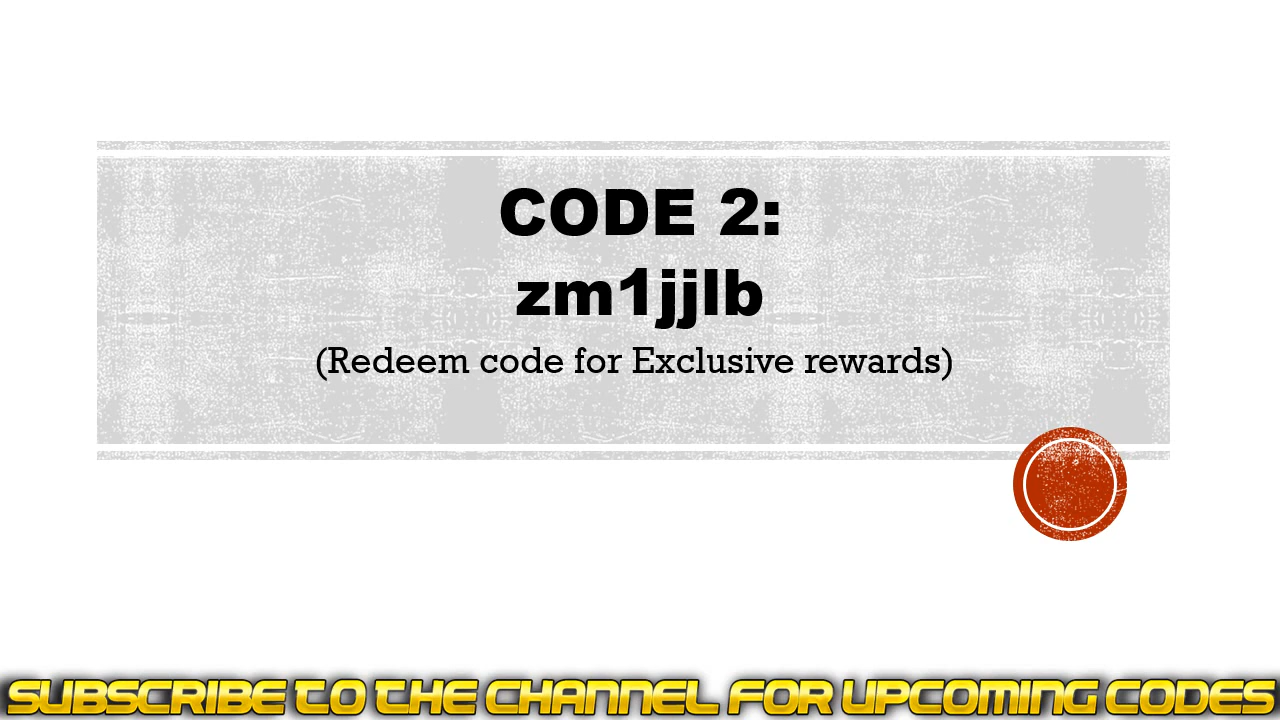 CODE 2:
zm1jjlb
(Redeem code for Exclusive rewards)
SUBSCRIBE TO THE CHANNEL FOR UPCOMING CODES